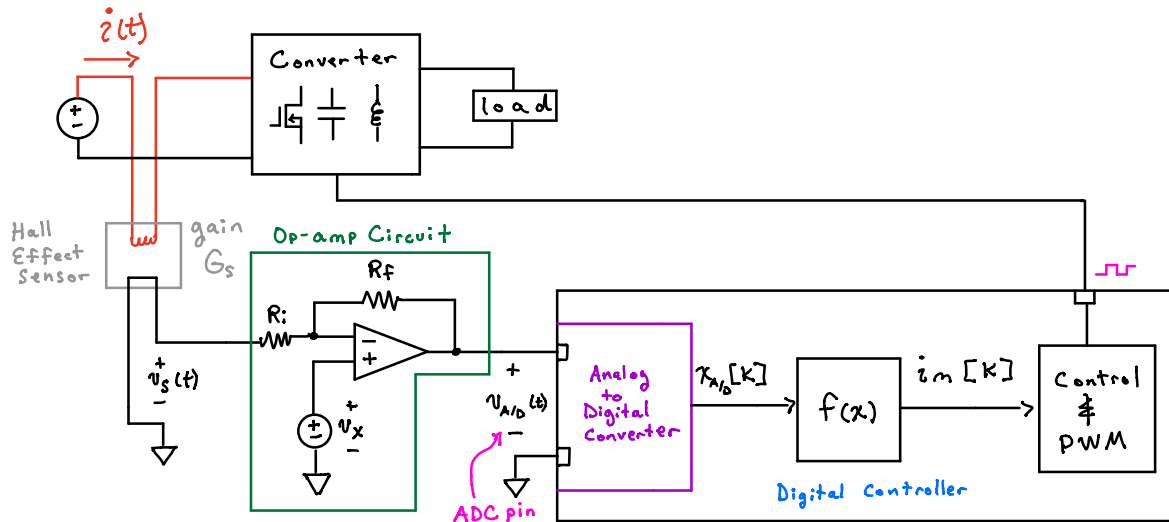 i(t)
Converter
load
+
-
Hall
Effect
Sensor
gain
Gs
Op-amp Circuit
Rf
Ri
-
+
+
vs(t)
-
+
-
+
vx
-
+
vA/D(t)
-
ADC pin
Analog
to
Digital
Converter
xA/D[K]
f(x)
im[K]
Control
&
PWM
Digital Controller